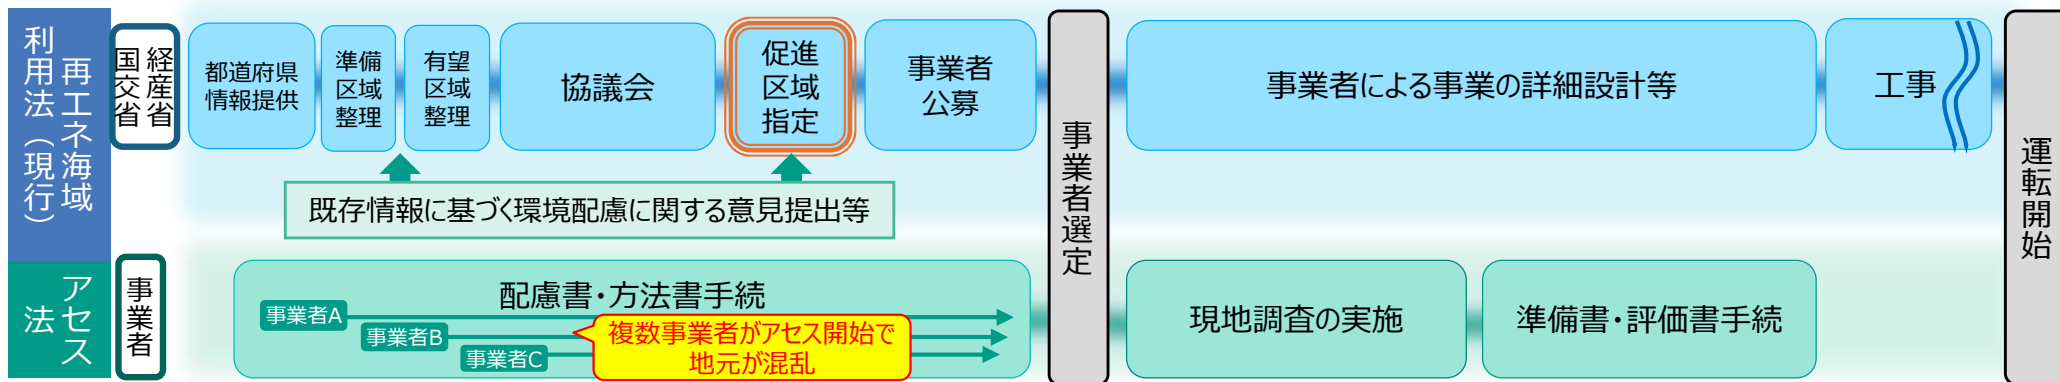 再エネ海域
利用法（現行）
経産省
国交省
都道府県
情報提供
準備
区域
整理
有望
区域
整理
協議会
促進
区域
指定
事業者
公募
事業者選定
事業者による事業の詳細設計等
工事
運転開始
既存情報に基づく環境配慮に関する意見提出等
アセス
法
事業者
配慮書・方法書手続
事業者A
事業者B
事業者C
複数事業者がアセス開始で
地元が混乱
現地調査の実施
準備書・評価書手続